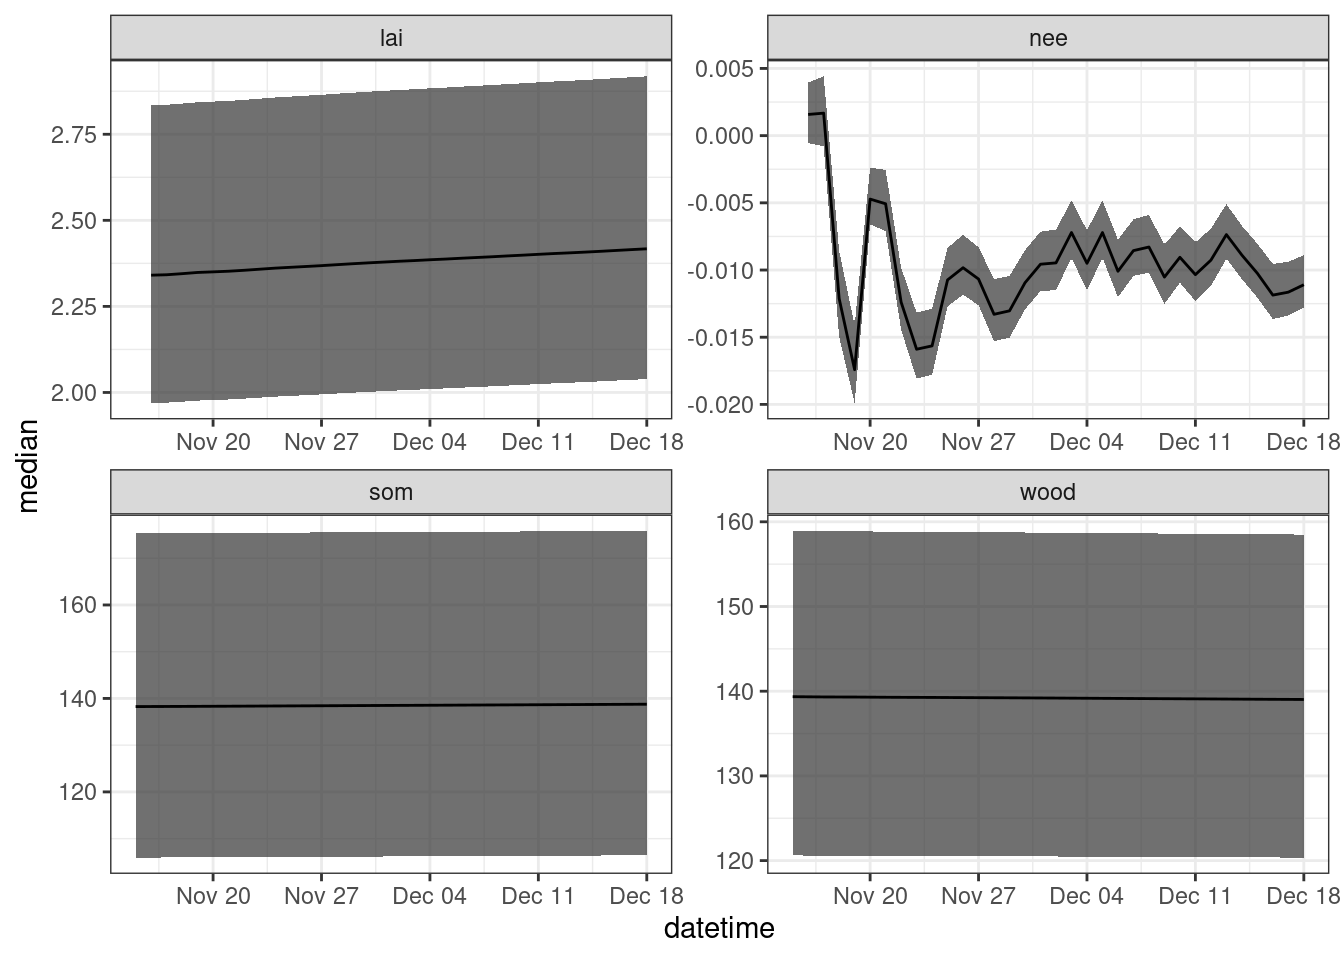 lai
nee
2.75
2.50
2.25
2.00
0.005
0.000
-0.005
-0.010
-0.015
-0.020
Nov 20 Nov 27 Dec 04 Dec 11 Dec 18
Nov 20 Nov 27 Dec 04 Dec 11 Dec 18
median
som
wood
160
140
120
160
150
140
130
120
Nov 20 Nov 27 Dec 04 Dec 11 Dec 18
Nov 20 Nov 27 Dec 04 Dec 11 Dec 18
datetime